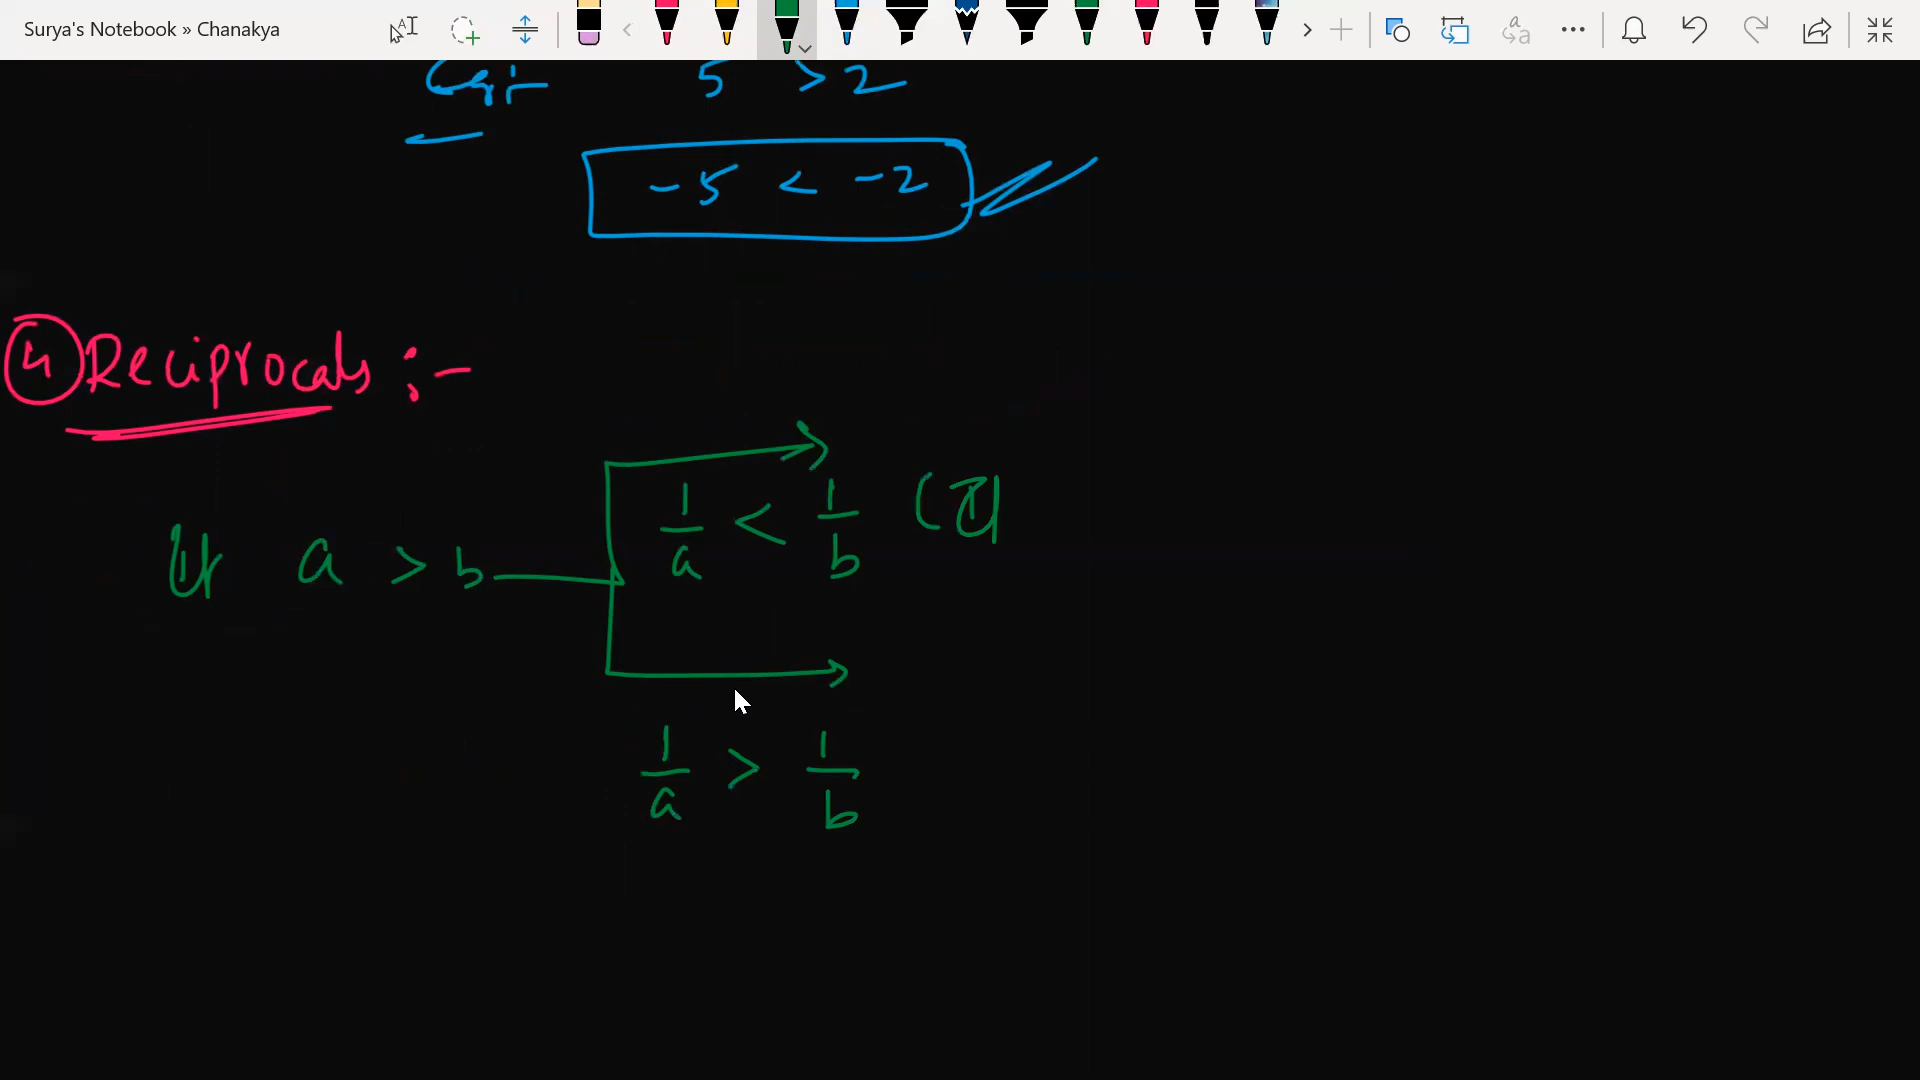 Surya's Notebook » Chanakya
5 > 2
-5 < -2
④ Reciprocals :-
1/a < 1/b
If a > b
1/a > 1/b